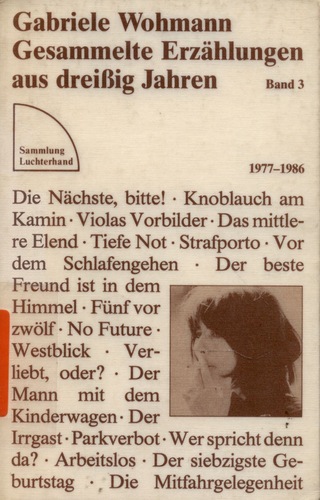 Gabriele Wohmann
Gesammelte Erzählungen
aus dreißig Jahren
Band 3
Sammlung
Luchterhand
1977–1986
Die Nächste, bitte! · Knoblauch am
Kamin · Violas Vorbilder · Das mittle-
re Elend · Tiefe Not · Strafporto · Vor
dem Schlafengehen · Der beste
Freund ist in dem
Himmel · Fünf vor
zwölf · No Future ·
Westblick · Ver-
liebt, oder? · Der
Mann mit dem
Kinderwagen · Der
Irrgast · Parkverbot · Wer spricht denn
da? · Arbeitslos · Der siebzigste Ge-
burtstag · Die Mitfahrgelegenheit